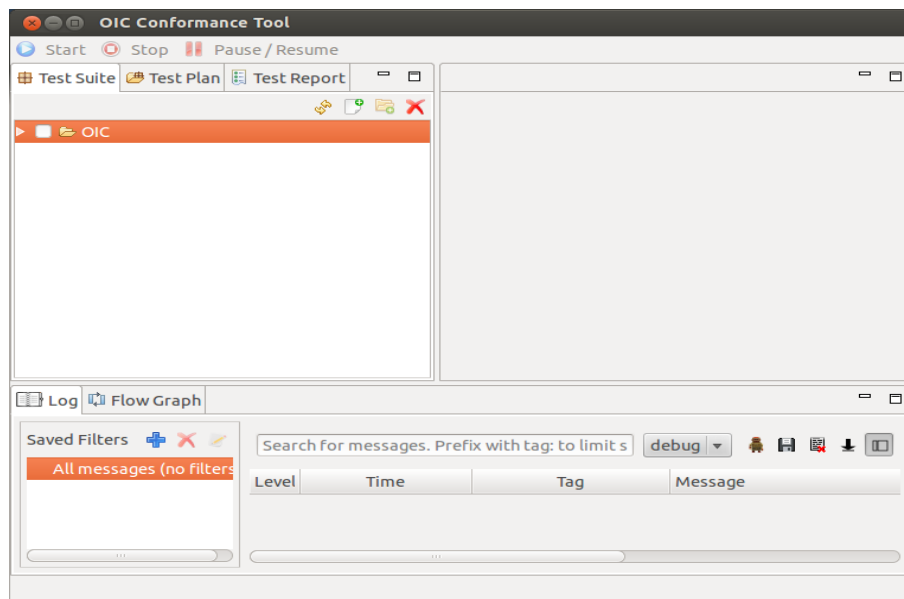 OIC Conformance Tool
Start Stop Pause / Resume
Test Suite Test Plan Test Report
OIC
Log Flow Graph
Saved Filters
Search for messages. Prefix with tag: to limit s debug
All messages (no filters
Level Time Tag Message